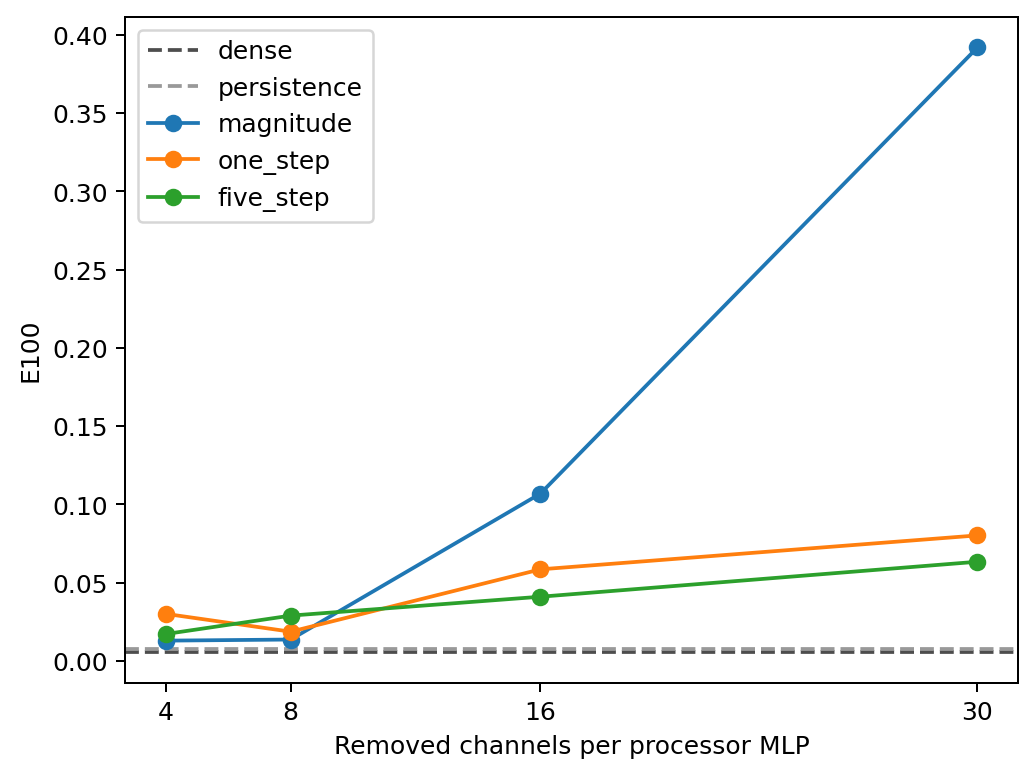 dense
persistence
magnitude
one_step
five_step
0.40
0.35
0.30
0.25
0.20
0.15
0.10
0.05
0.00
E100
4 8 16 30
Removed channels per processor MLP